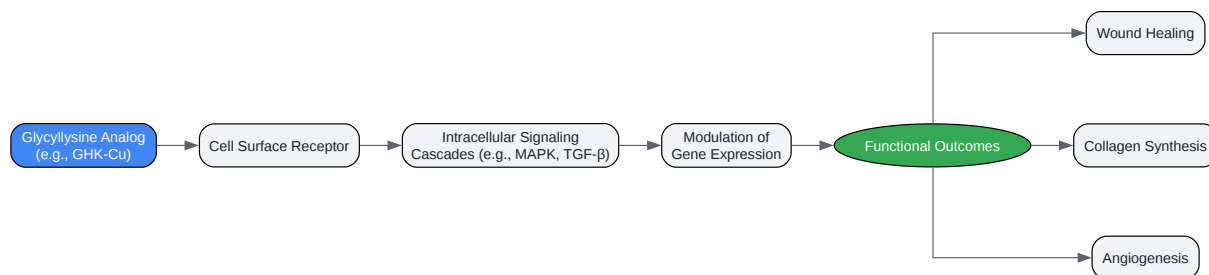 Wound Healing
Glycyllysine Analog
(e.g., GHK-Cu)
Cell Surface Receptor
Intracellular Signaling
Cascades (e.g., MAPK, TGF-β)
Modulation of
Gene Expression
Functional Outcomes
Collagen Synthesis
Angiogenesis